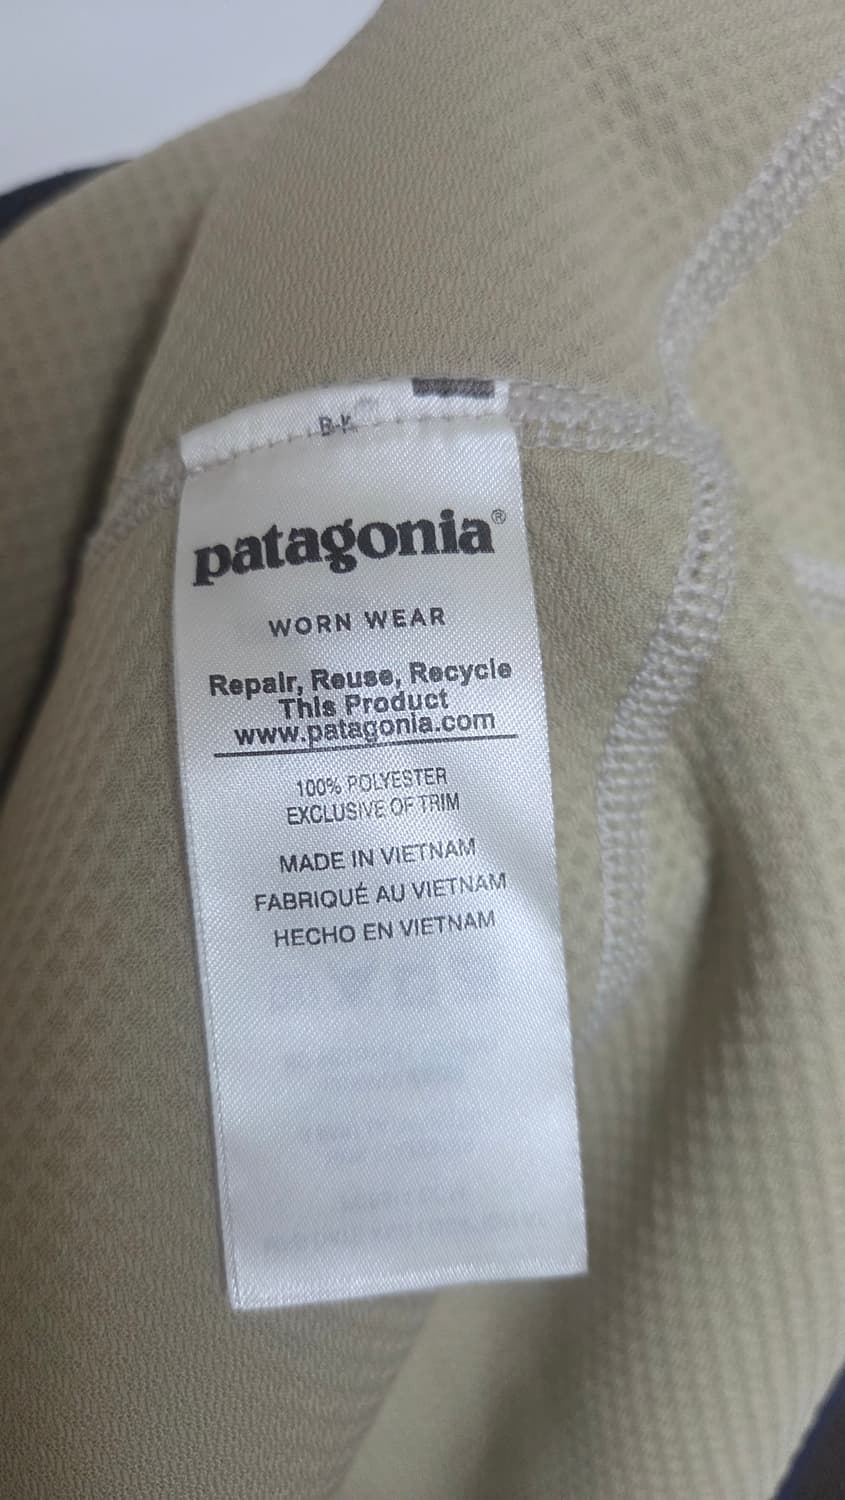 B-K
patagonia®
WORN WEAR
Repair, Reuse, Recycle
This Product
www.patagonia.com
100% POLYESTER
EXCLUSIVE OF TRIM
MADE IN VIETNAM
FABRIQUÉ AU VIETNAM
HECHO EN VIETNAM